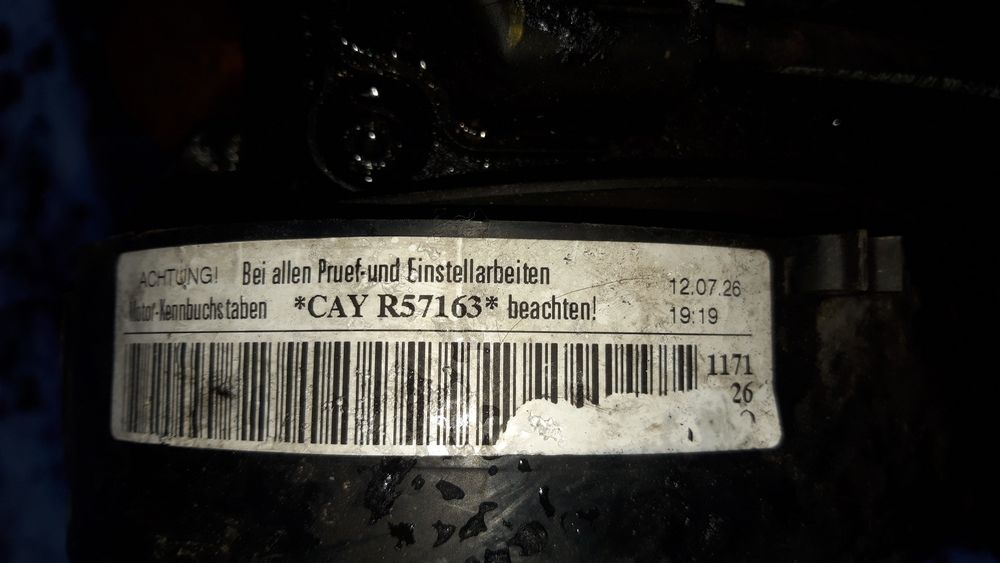 ACHTUNG! Bei allen Pruef-und Einstellarbeiten
Motor-Kennbuchstaben *CAY R57163* beachten!
12.07.26
19:19
1171
26